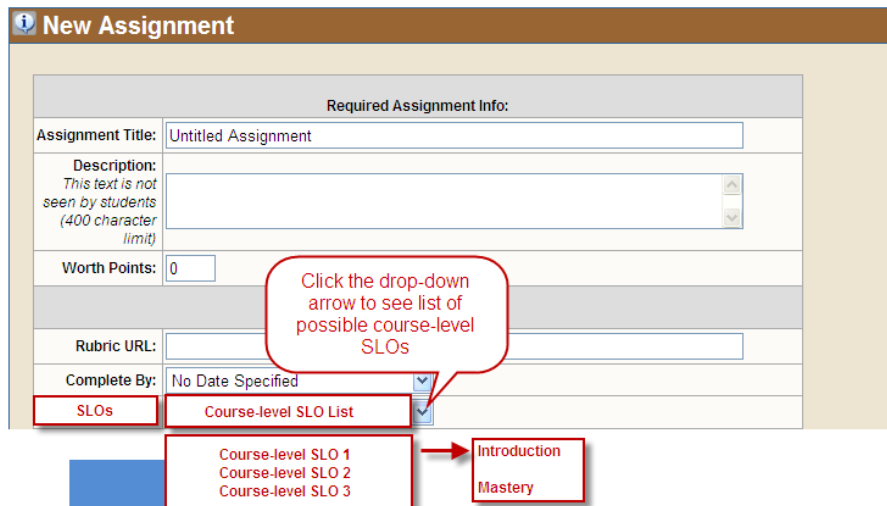 New Assignment
Required Assignment Info:
Assignment Title: Untitled Assignment
Description:
This text is not
seen by students
(400 character
limit)
Worth Points: 0
Click the drop-down
arrow to see list of
possible course-level
SLOs
Rubric URL:
Complete By: No Date Specified
SLOs Course-level SLO List
Course-level SLO 1
Course-level SLO 2
Course-level SLO 3
Introduction
Mastery